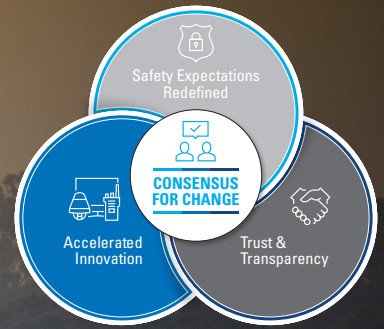 Safety Expectations
Redefined
CONSENSUS
FOR CHANGE
Accelerated
Innovation
Trust &
Transparency